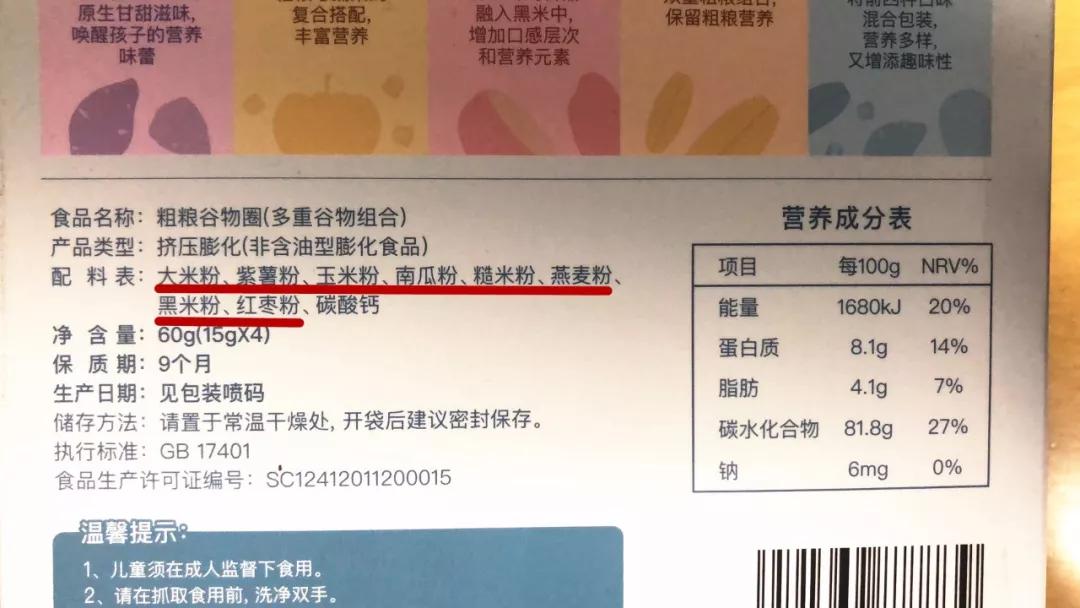 原生甘甜滋味，
唤醒孩子的营养
味蕾
复合搭配，
丰富营养
融入黑米中，
增加口感层次
和营养元素
保留粗粮营养
混合包装，
营养多样，
又增添趣味性
食品名称：粗粮谷物圈(多重谷物组合)
产品类型：挤压膨化(非含油型膨化食品)
配料表：大米粉、紫薯粉、玉米粉、南瓜粉、糙米粉、燕麦粉、
黑米粉、红枣粉、碳酸钙
净含量：60g(15gX4)
保质期：9个月
生产日期：见包装喷码
储存方法：请置于常温干燥处，开袋后建议密封保存。
执行标准：GB 17401
食品生产许可证编号：SC12412011200015
营养成分表
项目 每100g NRV%
能量 1680kJ 20%
蛋白质 8.1g 14%
脂肪 4.1g 7%
碳水化合物 81.8g 27%
钠 6mg 0%
温馨提示：
1、儿童须在成人监督下食用。
2、请在抓取食用前，洗净双手。